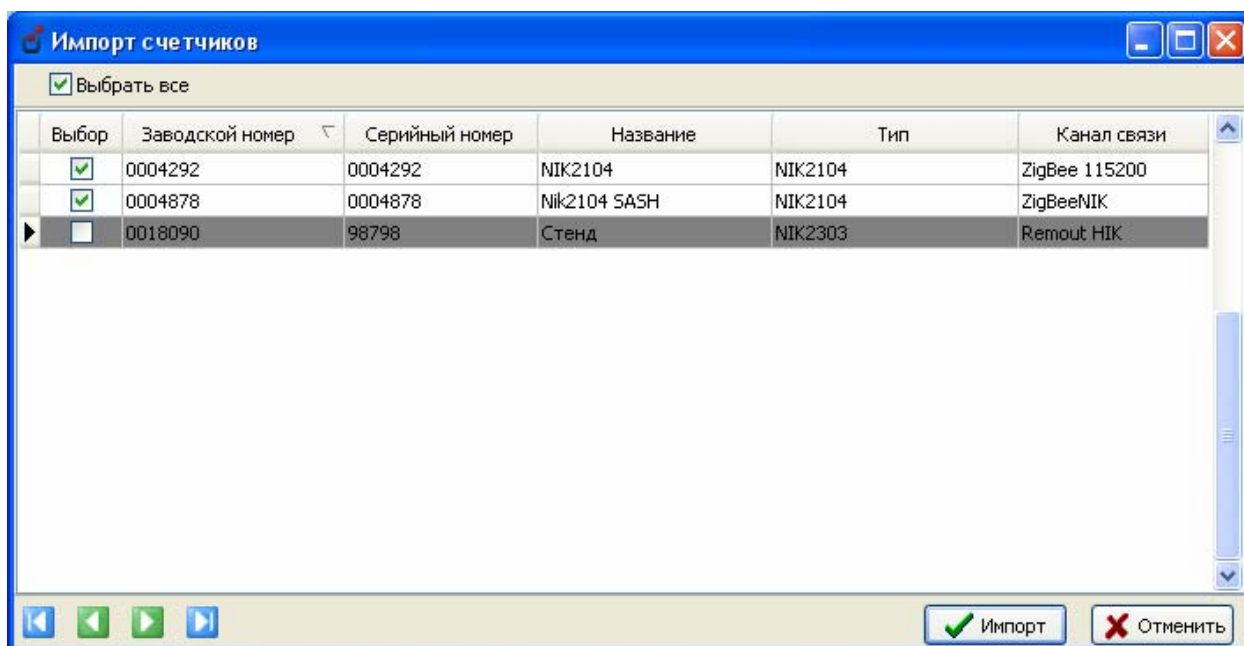 Импорт счетчиков
Выбрать все
Выбор Заводской номер Серийный номер Название Тип Канал связи
0004292 0004292 NIK2104 NIK2104 ZigBee 115200
0004878 0004878 Nik2104 SASH NIK2104 ZigBeeNIK
0018090 98798 Стенд NIK2303 Remout НІК
Импорт Отменить